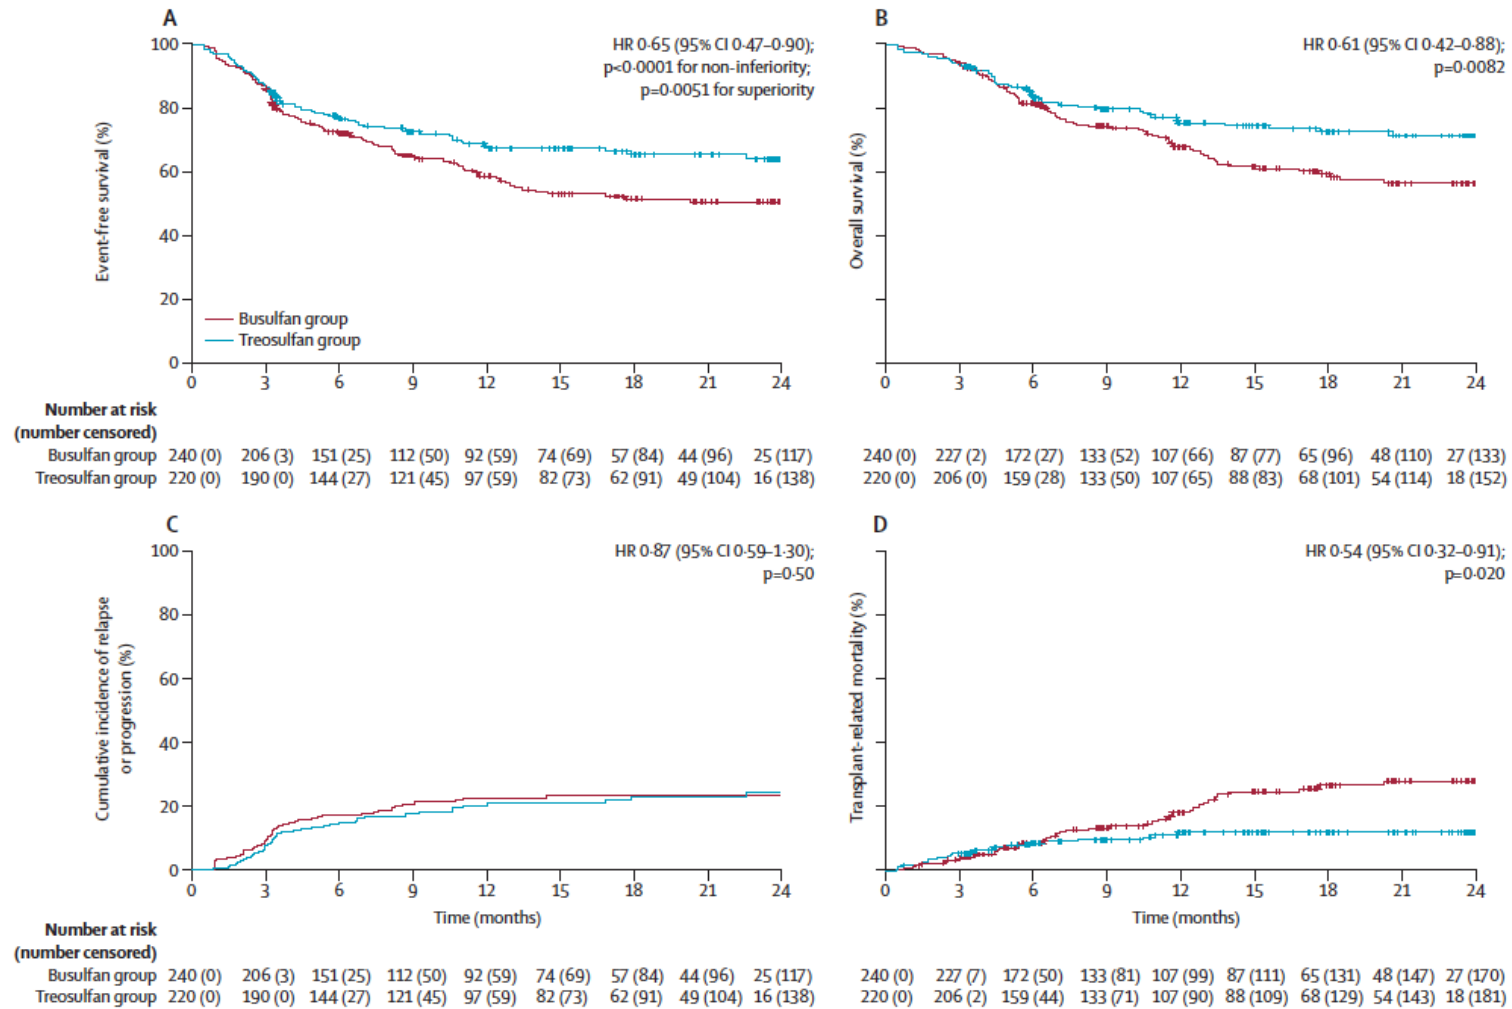 A
HR 0·65 (95% CI 0·47–0·90);
p<0·0001 for non-inferiority;
p=0·0051 for superiority
Event-free survival (%)
100
80
60
40
20
0
Busulfan group
Treosulfan group
0 3 6 9 12 15 18 21 24
B
HR 0·61 (95% CI 0·42–0·88);
p=0·0082
Overall survival (%)
0 3 6 9 12 15 18 21 24
Number at risk
(number censored)
Busulfan group 240 (0) 206 (3) 151 (25) 112 (50) 92 (59) 74 (69) 57 (84) 44 (96) 25 (117) 240 (0) 227 (2) 172 (27) 133 (52) 107 (66) 87 (77) 65 (96) 48 (110) 27 (133)
Treosulfan group 220 (0) 190 (0) 144 (27) 121 (45) 97 (59) 82 (73) 62 (91) 49 (104) 16 (138) 220 (0) 206 (0) 159 (28) 133 (50) 107 (65) 88 (83) 68 (101) 54 (114) 18 (152)
C
HR 0·87 (95% CI 0·59–1·30);
p=0·50
Cumulative incidence of relapse
or progression (%)
100
80
60
40
20
0
0 3 6 9 12 15 18 21 24
Time (months)
D
HR 0·54 (95% CI 0·32–0·91);
p=0·020
Transplant-related mortality (%)
0 3 6 9 12 15 18 21 24
Time (months)
Number at risk
(number censored)
Busulfan group 240 (0) 206 (3) 151 (25) 112 (50) 92 (59) 74 (69) 57 (84) 44 (96) 25 (117) 240 (0) 227 (7) 172 (50) 133 (81) 107 (99) 87 (111) 65 (131) 48 (147) 27 (170)
Treosulfan group 220 (0) 190 (0) 144 (27) 121 (45) 97 (59) 82 (73) 62 (91) 49 (104) 16 (138) 220 (0) 206 (2) 159 (44) 133 (71) 107 (90) 88 (109) 68 (129) 54 (143) 18 (181)